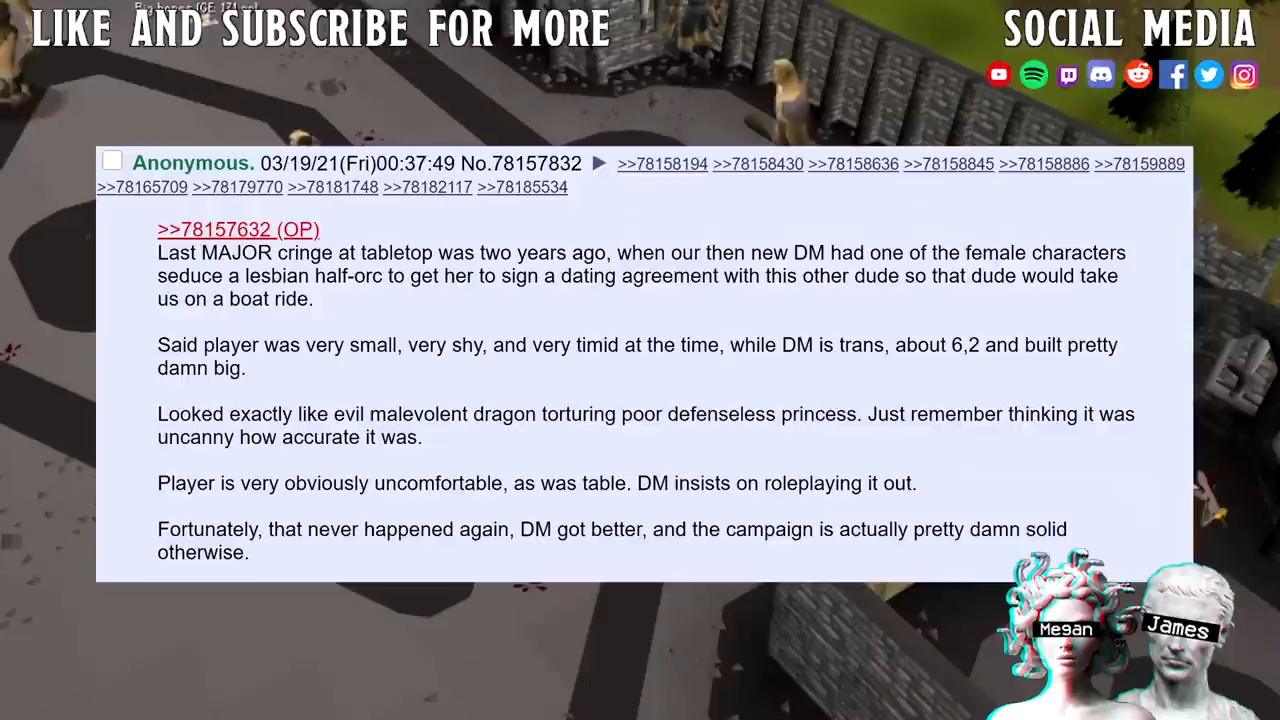 Big bones (GE: 171 gp)
LIKE AND SUBSCRIBE FOR MORE
SOCIAL MEDIA
Anonymous. 03/19/21(Fri)00:37:49 No.78157832 ▶ >>78158194 >>78158430 >>78158636 >>78158845 >>78158886 >>78159889
>>78165709 >>78179770 >>78181748 >>78182117 >>78185534
>>78157632 (OP)
Last MAJOR cringe at tabletop was two years ago, when our then new DM had one of the female characters
seduce a lesbian half-orc to get her to sign a dating agreement with this other dude so that dude would take
us on a boat ride.
Said player was very small, very shy, and very timid at the time, while DM is trans, about 6,2 and built pretty
damn big.
Looked exactly like evil malevolent dragon torturing poor defenseless princess. Just remember thinking it was
uncanny how accurate it was.
Player is very obviously uncomfortable, as was table. DM insists on roleplaying it out.
Fortunately, that never happened again, DM got better, and the campaign is actually pretty damn solid
otherwise.
Megan
James